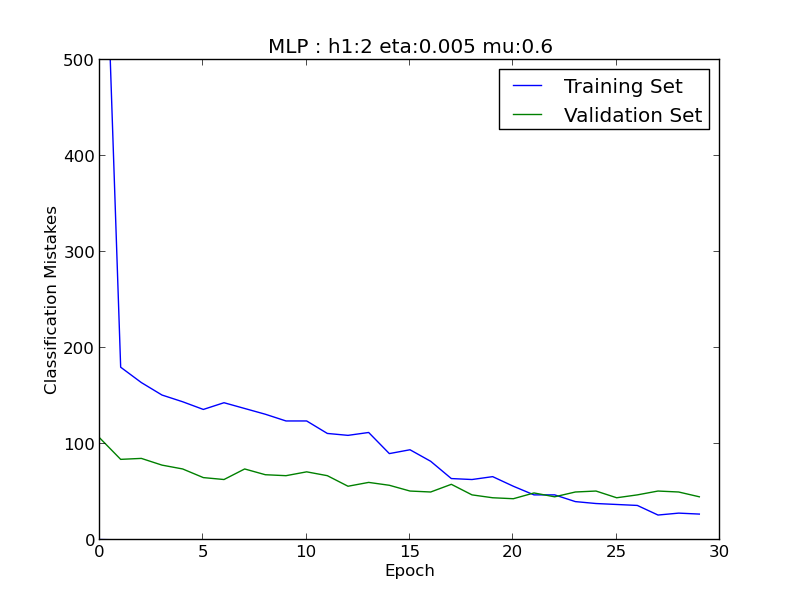 MLP : h1:2 eta:0.005 mu:0.6
500
400
300
200
100
0
Classification Mistakes
Training Set
Validation Set
0 5 10 15 20 25 30
Epoch